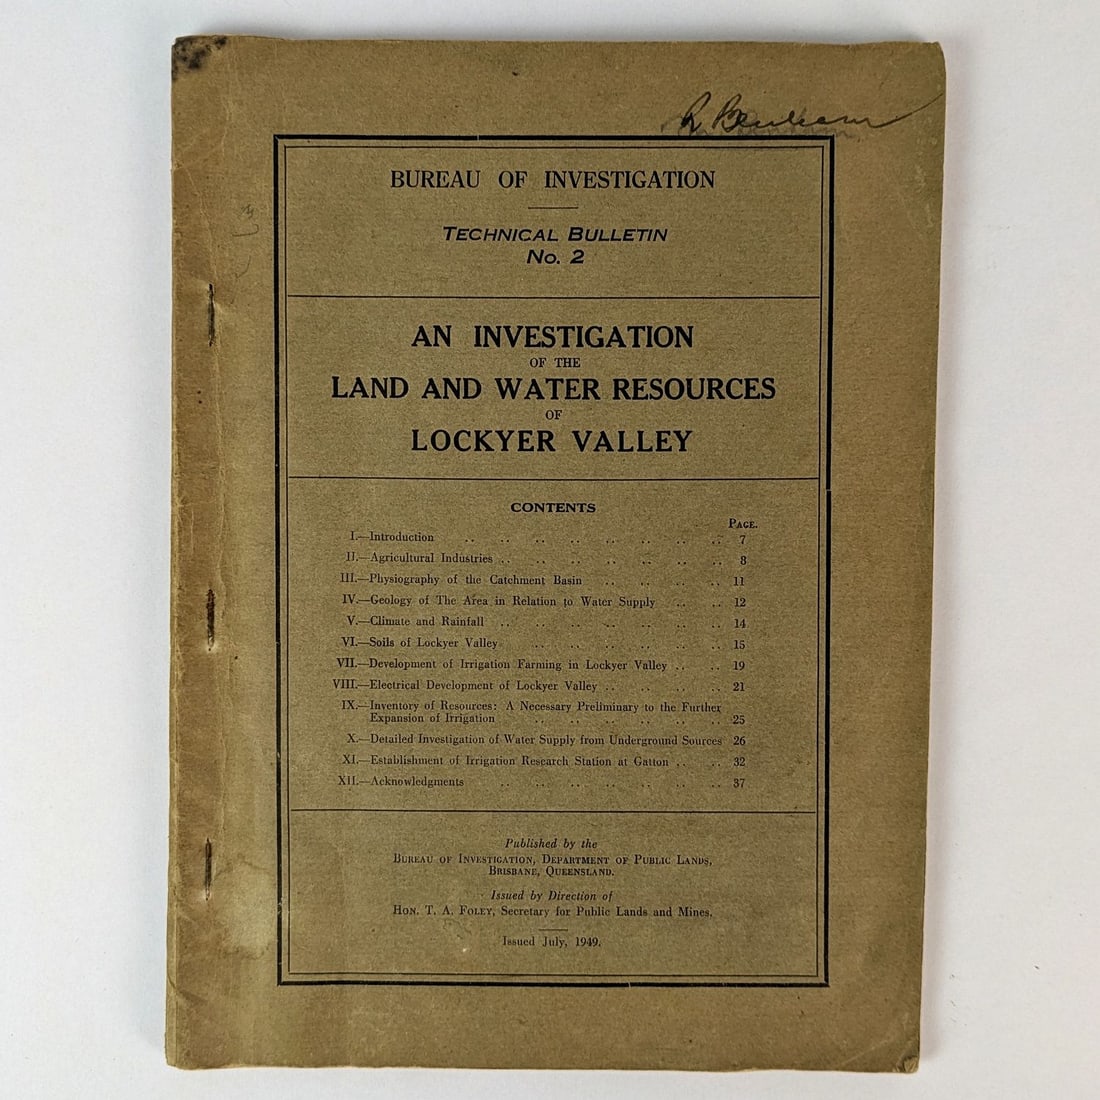 BUREAU OF INVESTIGATION
TECHNICAL BULLETIN
No. 2
AN INVESTIGATION
OF THE
LAND AND WATER RESOURCES
OF
LOCKYER VALLEY
CONTENTS
PAGE.
I.—Introduction .. .. .. .. .. .. .. .. 7
II.—Agricultural Industries .. .. .. .. .. .. .. 8
III.—Physiography of the Catchment Basin .. .. .. .. 11
IV.—Geology of The Area in Relation to Water Supply .. .. 12
V.—Climate and Rainfall .. .. .. .. .. .. .. 14
VI.—Soils of Lockyer Valley .. .. .. .. .. .. 15
VII.—Development of Irrigation Farming in Lockyer Valley .. .. 19
VIII.—Electrical Development of Lockyer Valley .. .. .. .. 21
IX.—Inventory of Resources: A Necessary Preliminary to the Further
Expansion of Irrigation .. .. .. .. .. .. 25
X.—Detailed Investigation of Water Supply from Underground Sources 26
XI.—Establishment of Irrigation Research Station at Gatton .. .. 32
XII.—Acknowledgments .. .. .. .. .. .. .. 37
Published by the
BUREAU OF INVESTIGATION, DEPARTMENT OF PUBLIC LANDS,
BRISBANE, QUEENSLAND.
Issued by Direction of
HON. T. A. FOLEY, Secretary for Public Lands and Mines.
Issued July, 1949.